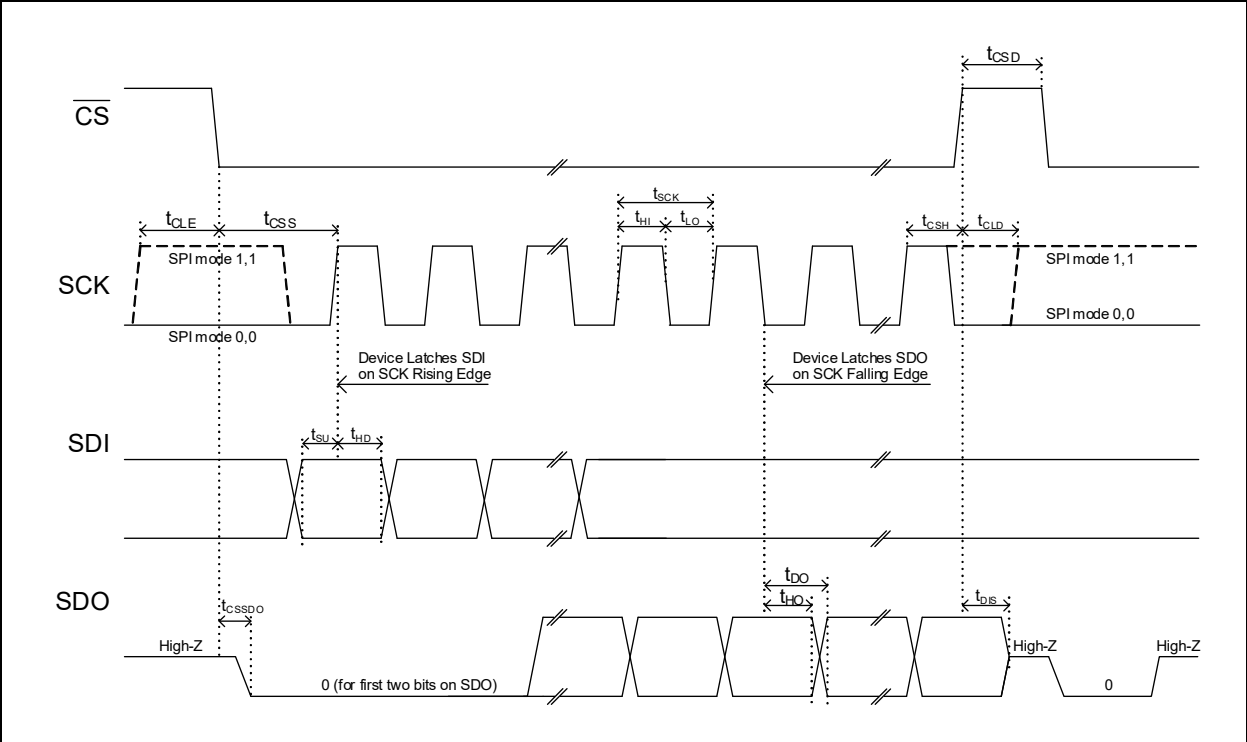 tCSD
CS
tSCK
tCLE
tCSS
tHI
tLO
tCSH
tCLD
SPI mode 1,1
SPI mode 1,1
SCK
SPI mode 0,0
SPI mode 0,0
Device Latches SDI
on SCK Rising Edge
Device Latches SDO
on SCK Falling Edge
tSU
tHD
SDI
tDO
SDO
tCSSDO
tHO
tDIS
High-Z
High-Z
High-Z
0 (for first two bits on SDO)
0